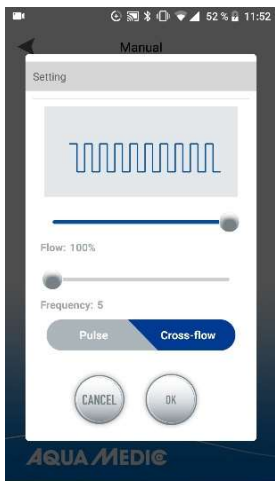 52 % 11:52
Manual
Setting
Flow: 100%
Frequency: 5
Pulse Cross-flow
CANCEL OK
AQUA MEDIC